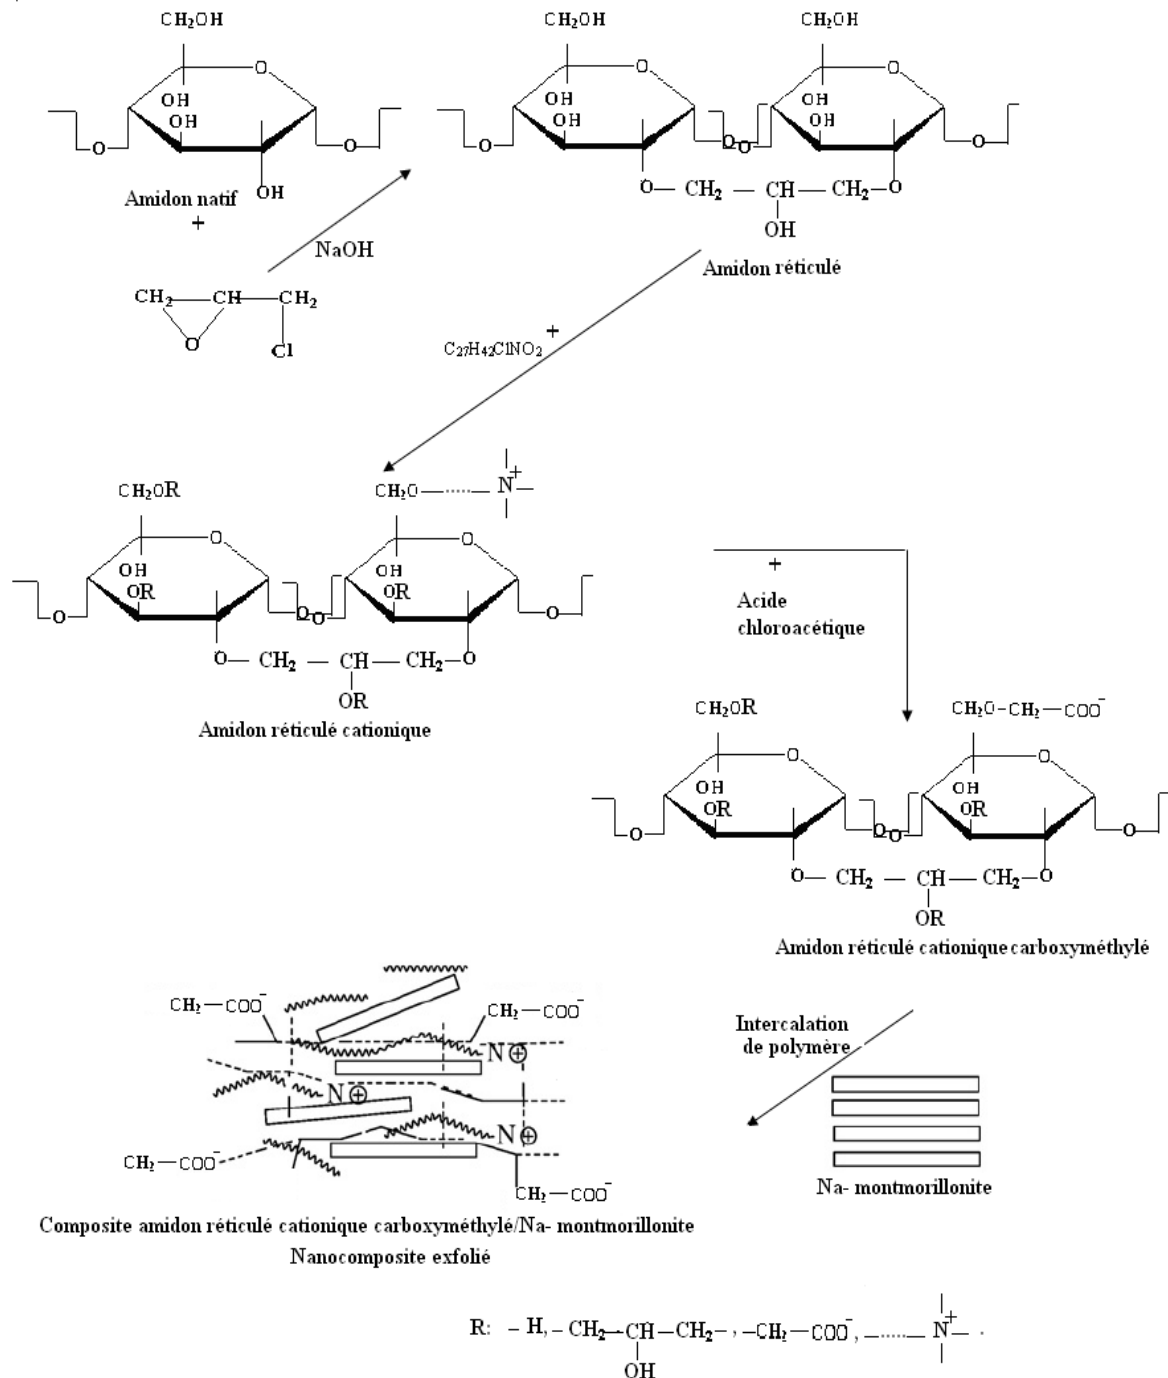 CH₂OH CH₂OH CH₂OH
O O O
OH OH OH
OH OH OH
O O O O O O
OH O— CH₂ — CH — CH₂—O
Amidon natif
+
OH
NaOH
Amidon réticulé
CH₂ CH CH₂
O
Cl
+
C₂₇H₄₂ClNO₂
CH₂OR CH₂O—·····— N⁺
O O
OH OH
OR OR
O O O O
O— CH₂ — CH — CH₂—O
OR
Amidon réticulé cationique
+
Acide
chloroacétique
CH₂OR CH₂O–CH₂—COO⁻
O O
OH OH
OR OR
O O O O
O— CH₂ — CH — CH₂—O
OR
Amidon réticulé cationique carboxyméthylé
CH₂—COO⁻ CH₂—COO⁻
N⊕
N⊕
N⊕
CH₂—COO⁻
CH₂—COO⁻
Intercalation
de polymère
Na- montmorillonite
Composite amidon réticulé cationique carboxyméthylé/Na- montmorillonite
Nanocomposite exfolié
R: – H, – CH₂–CH–CH₂– , –CH₂–COO⁻, —·····— N⁺— .
OH